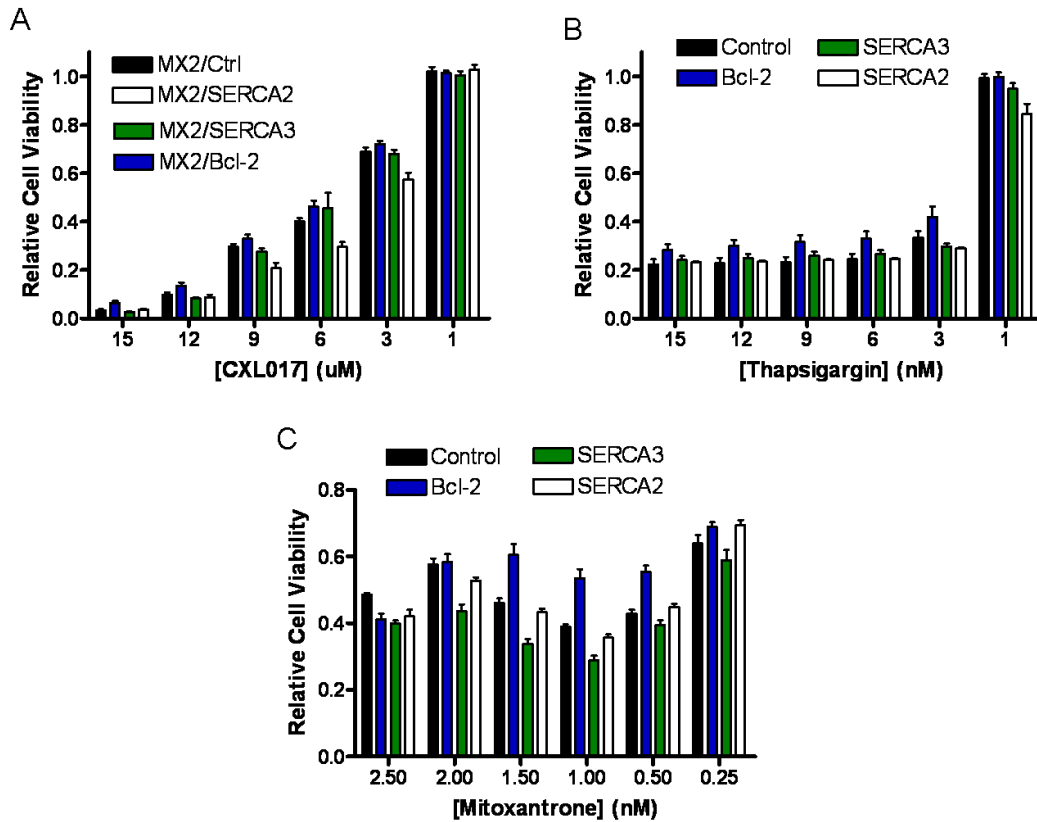 A
MX2/Ctrl
MX2/SERCA2
MX2/SERCA3
MX2/Bcl-2
Relative Cell Viability
1.0
0.8
0.6
0.4
0.2
0.0
15 12 9 6 3 1
[CXL017] (uM)
B
Control SERCA3
Bcl-2 SERCA2
Relative Cell Viability
1.0
0.8
0.6
0.4
0.2
0.0
15 12 9 6 3 1
[Thapsigargin] (nM)
C
Control SERCA3
Bcl-2 SERCA2
Relative Cell Viability
0.8
0.6
0.4
0.2
0.0
2.50 2.00 1.50 1.00 0.50 0.25
[Mitoxantrone] (nM)